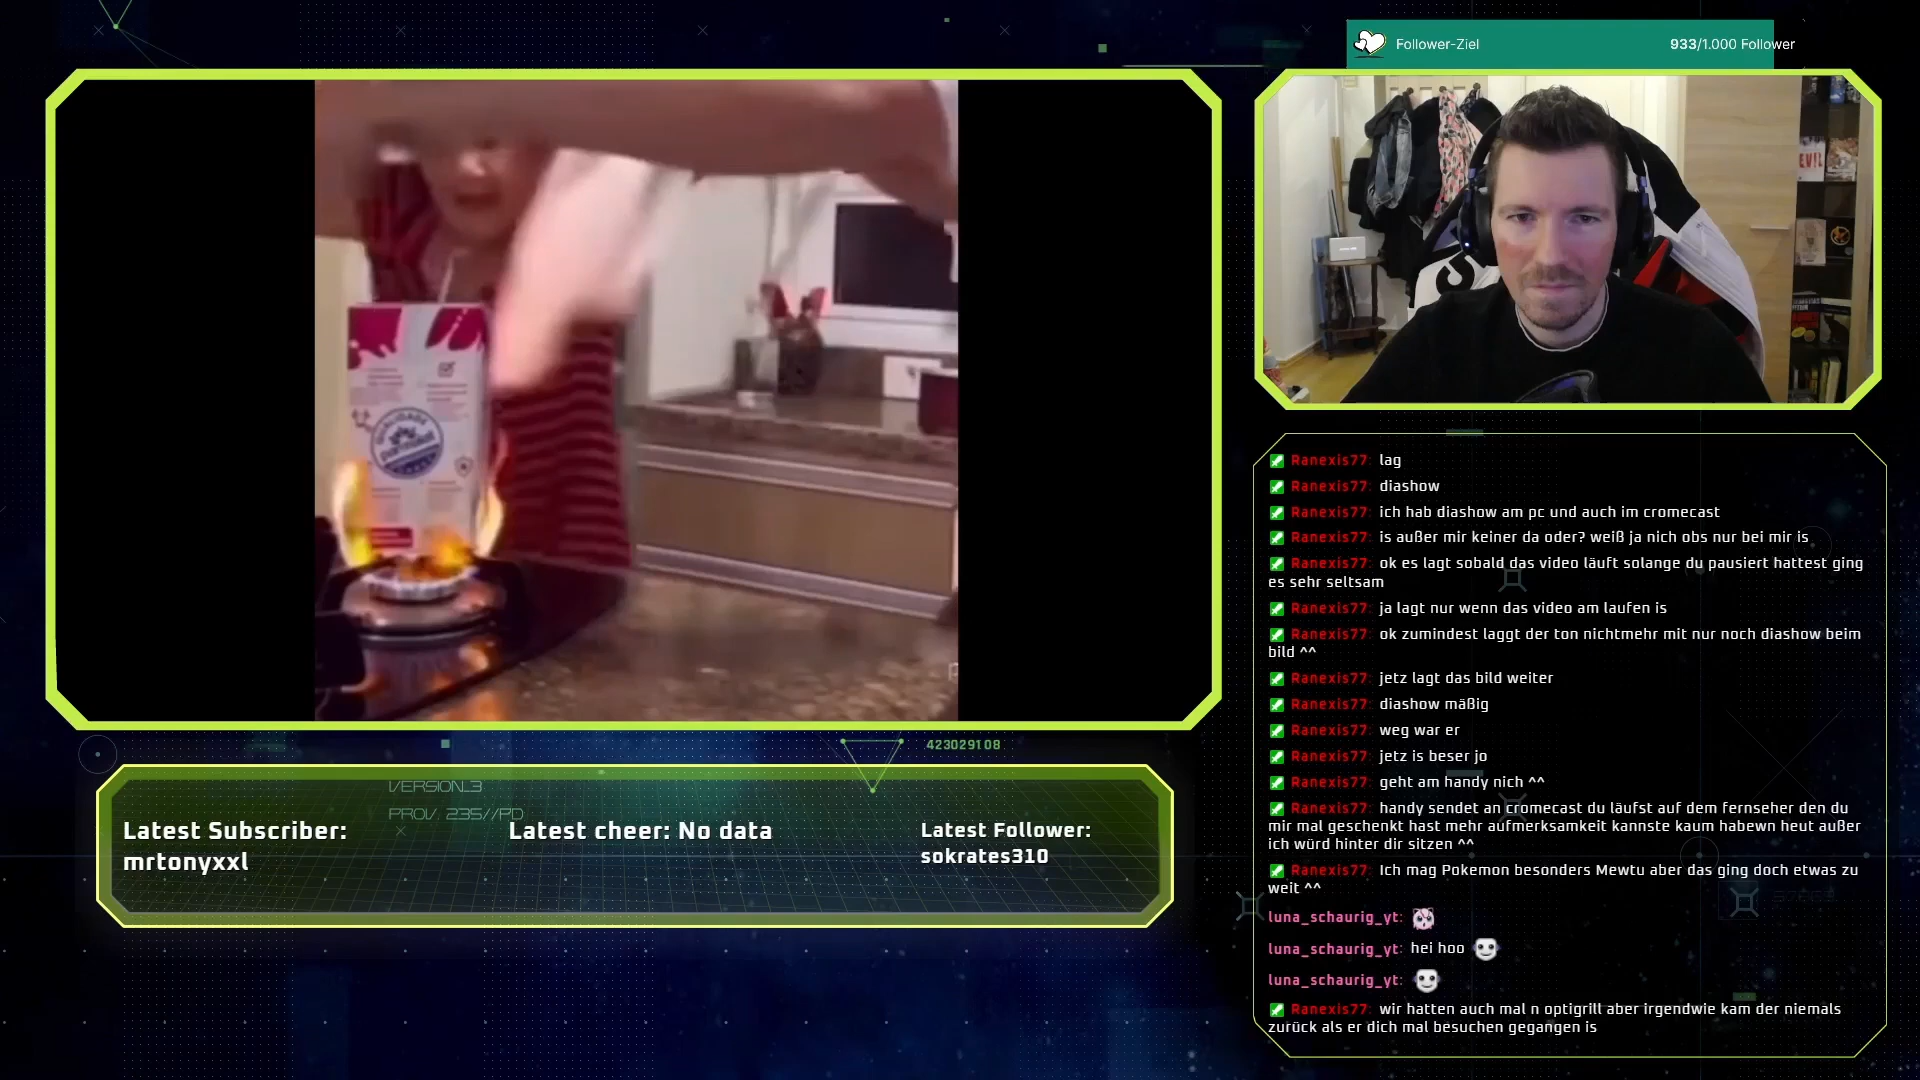 Follower-Ziel
933/1.000 Follower
EVIL
QUALIDADE
Ranexis77: lag
Ranexis77: diashow
Ranexis77: ich hab diashow am pc und auch im cromecast
Ranexis77: is außer mir keiner da oder? weiß ja nich obs nur bei mir is
Ranexis77: ok es lagt sobald das video läuft solange du pausiert hattest ging
es sehr seltsam
Ranexis77: ja lagt nur wenn das video am laufen is
Ranexis77: ok zumindest laggt der ton nichtmehr mit nur noch diashow beim
bild ^^
Ranexis77: jetz lagt das bild weiter
Ranexis77: diashow mäßig
Ranexis77: weg war er
Ranexis77: jetz is beser jo
Ranexis77: geht am handy nich ^^
Ranexis77: handy sendet an cromecast du läufst auf dem fernseher den du
mir mal geschenkt hast mehr aufmerksamkeit kannste kaum habewn heut außer
ich würd hinter dir sitzen ^^
Ranexis77: Ich mag Pokemon besonders Mewtu aber das ging doch etwas zu
weit ^^
luna_schaurig_yt:
luna_schaurig_yt: hei hoo
luna_schaurig_yt:
Ranexis77: wir hatten auch mal n optigrill aber irgendwie kam der niemals
zurück als er dich mal besuchen gegangen is
423029108
VERSION_3
PROV. 235//PD
Latest Subscriber:
mrtonyxxl
Latest cheer: No data
Latest Follower:
sokrates310